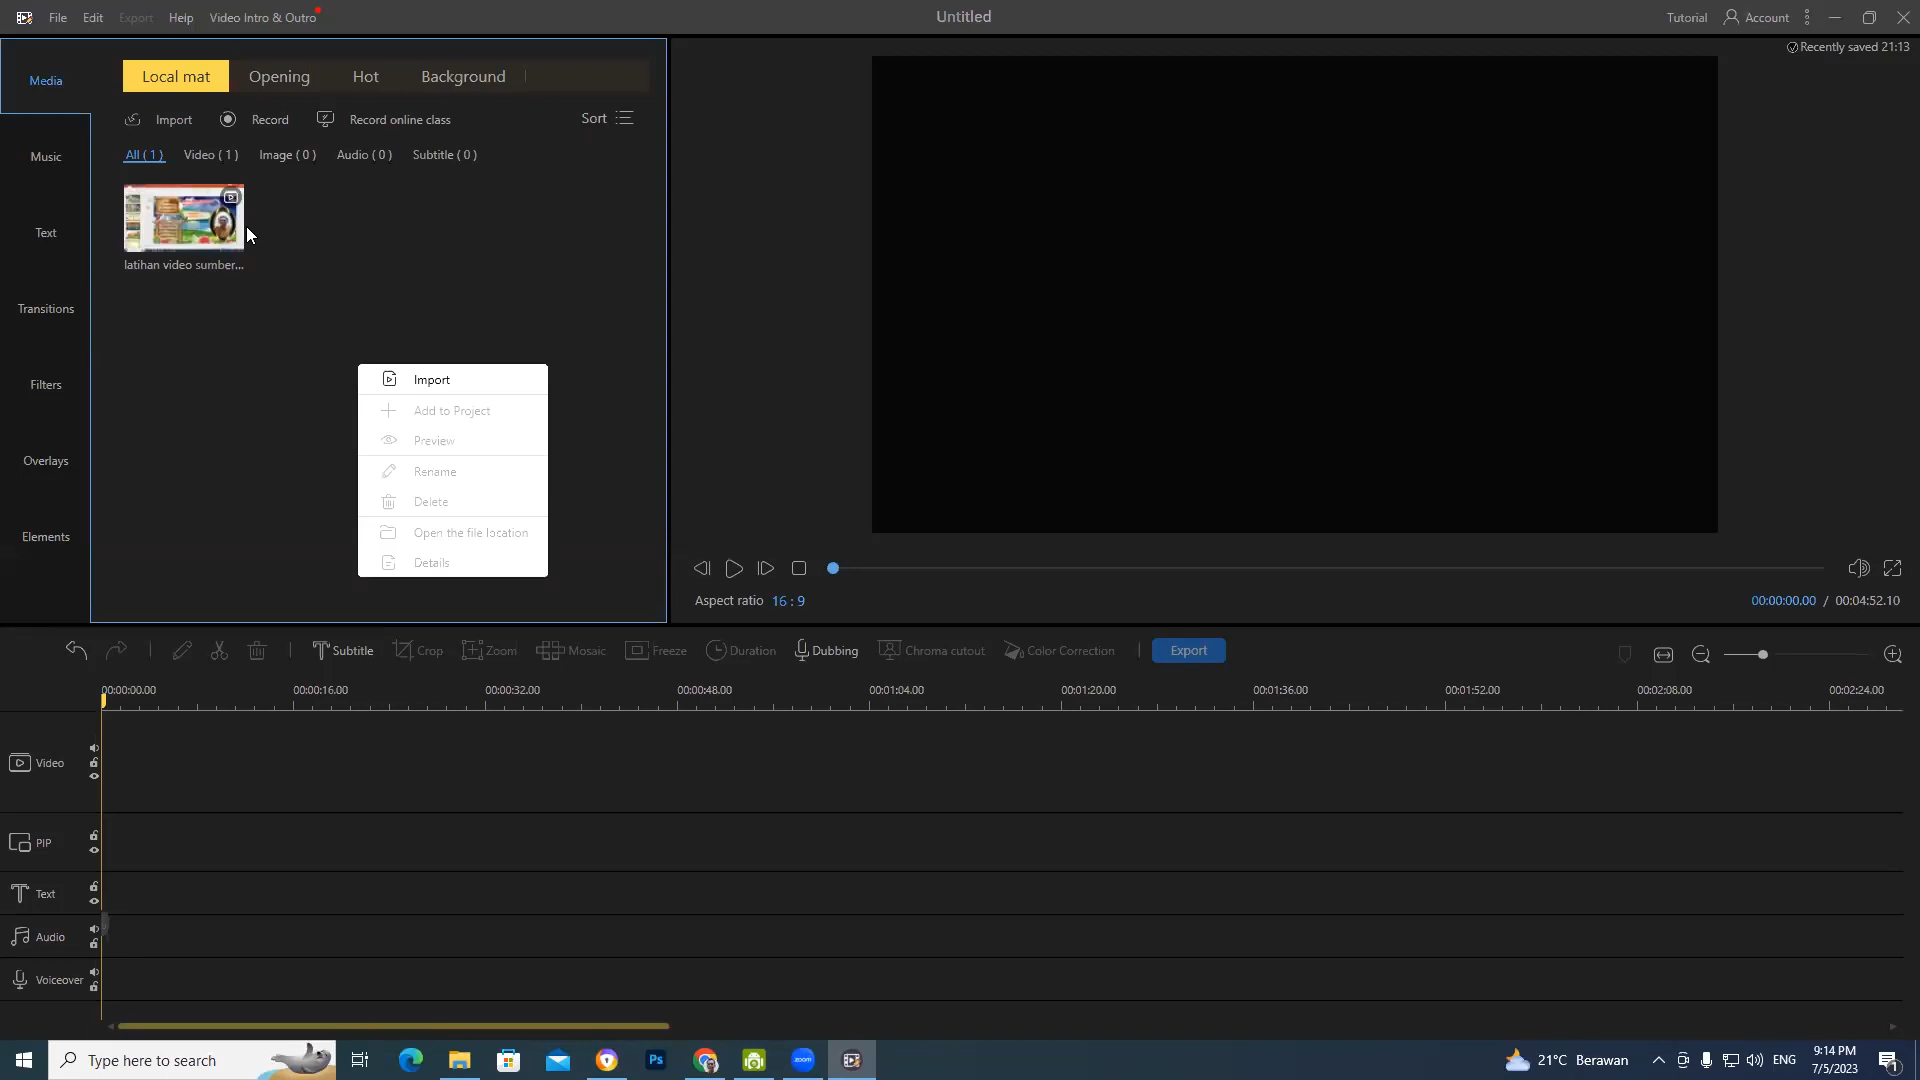 File Edit Export Help Video Intro & Outro
Untitled
Tutorial Account
Recently saved 21:13
Media
Music
Text
Transitions
Filters
Overlays
Elements
Local mat Opening Hot Background
Import Record Record online class Sort
All ( 1 ) Video ( 1 ) Image ( 0 ) Audio ( 0 ) Subtitle ( 0 )
latihan video sumber...
Import
Add to Project
Preview
Rename
Delete
Open the file location
Details
Aspect ratio 16 : 9
00:00:00.00 / 00:04:52.10
Subtitle Crop Zoom Mosaic Freeze Duration Dubbing Chroma cutout Color Correction Export
00:00:00.00 00:00:16.00 00:00:32.00 00:00:48.00 00:01:04.00 00:01:20.00 00:01:36.00 00:01:52.00 00:02:08.00 00:02:24.00
Video
PIP
Text
Audio
Voiceover
Type here to search
Ps
zoom
21°C Berawan
ENG
9:14 PM
7/5/2023
1